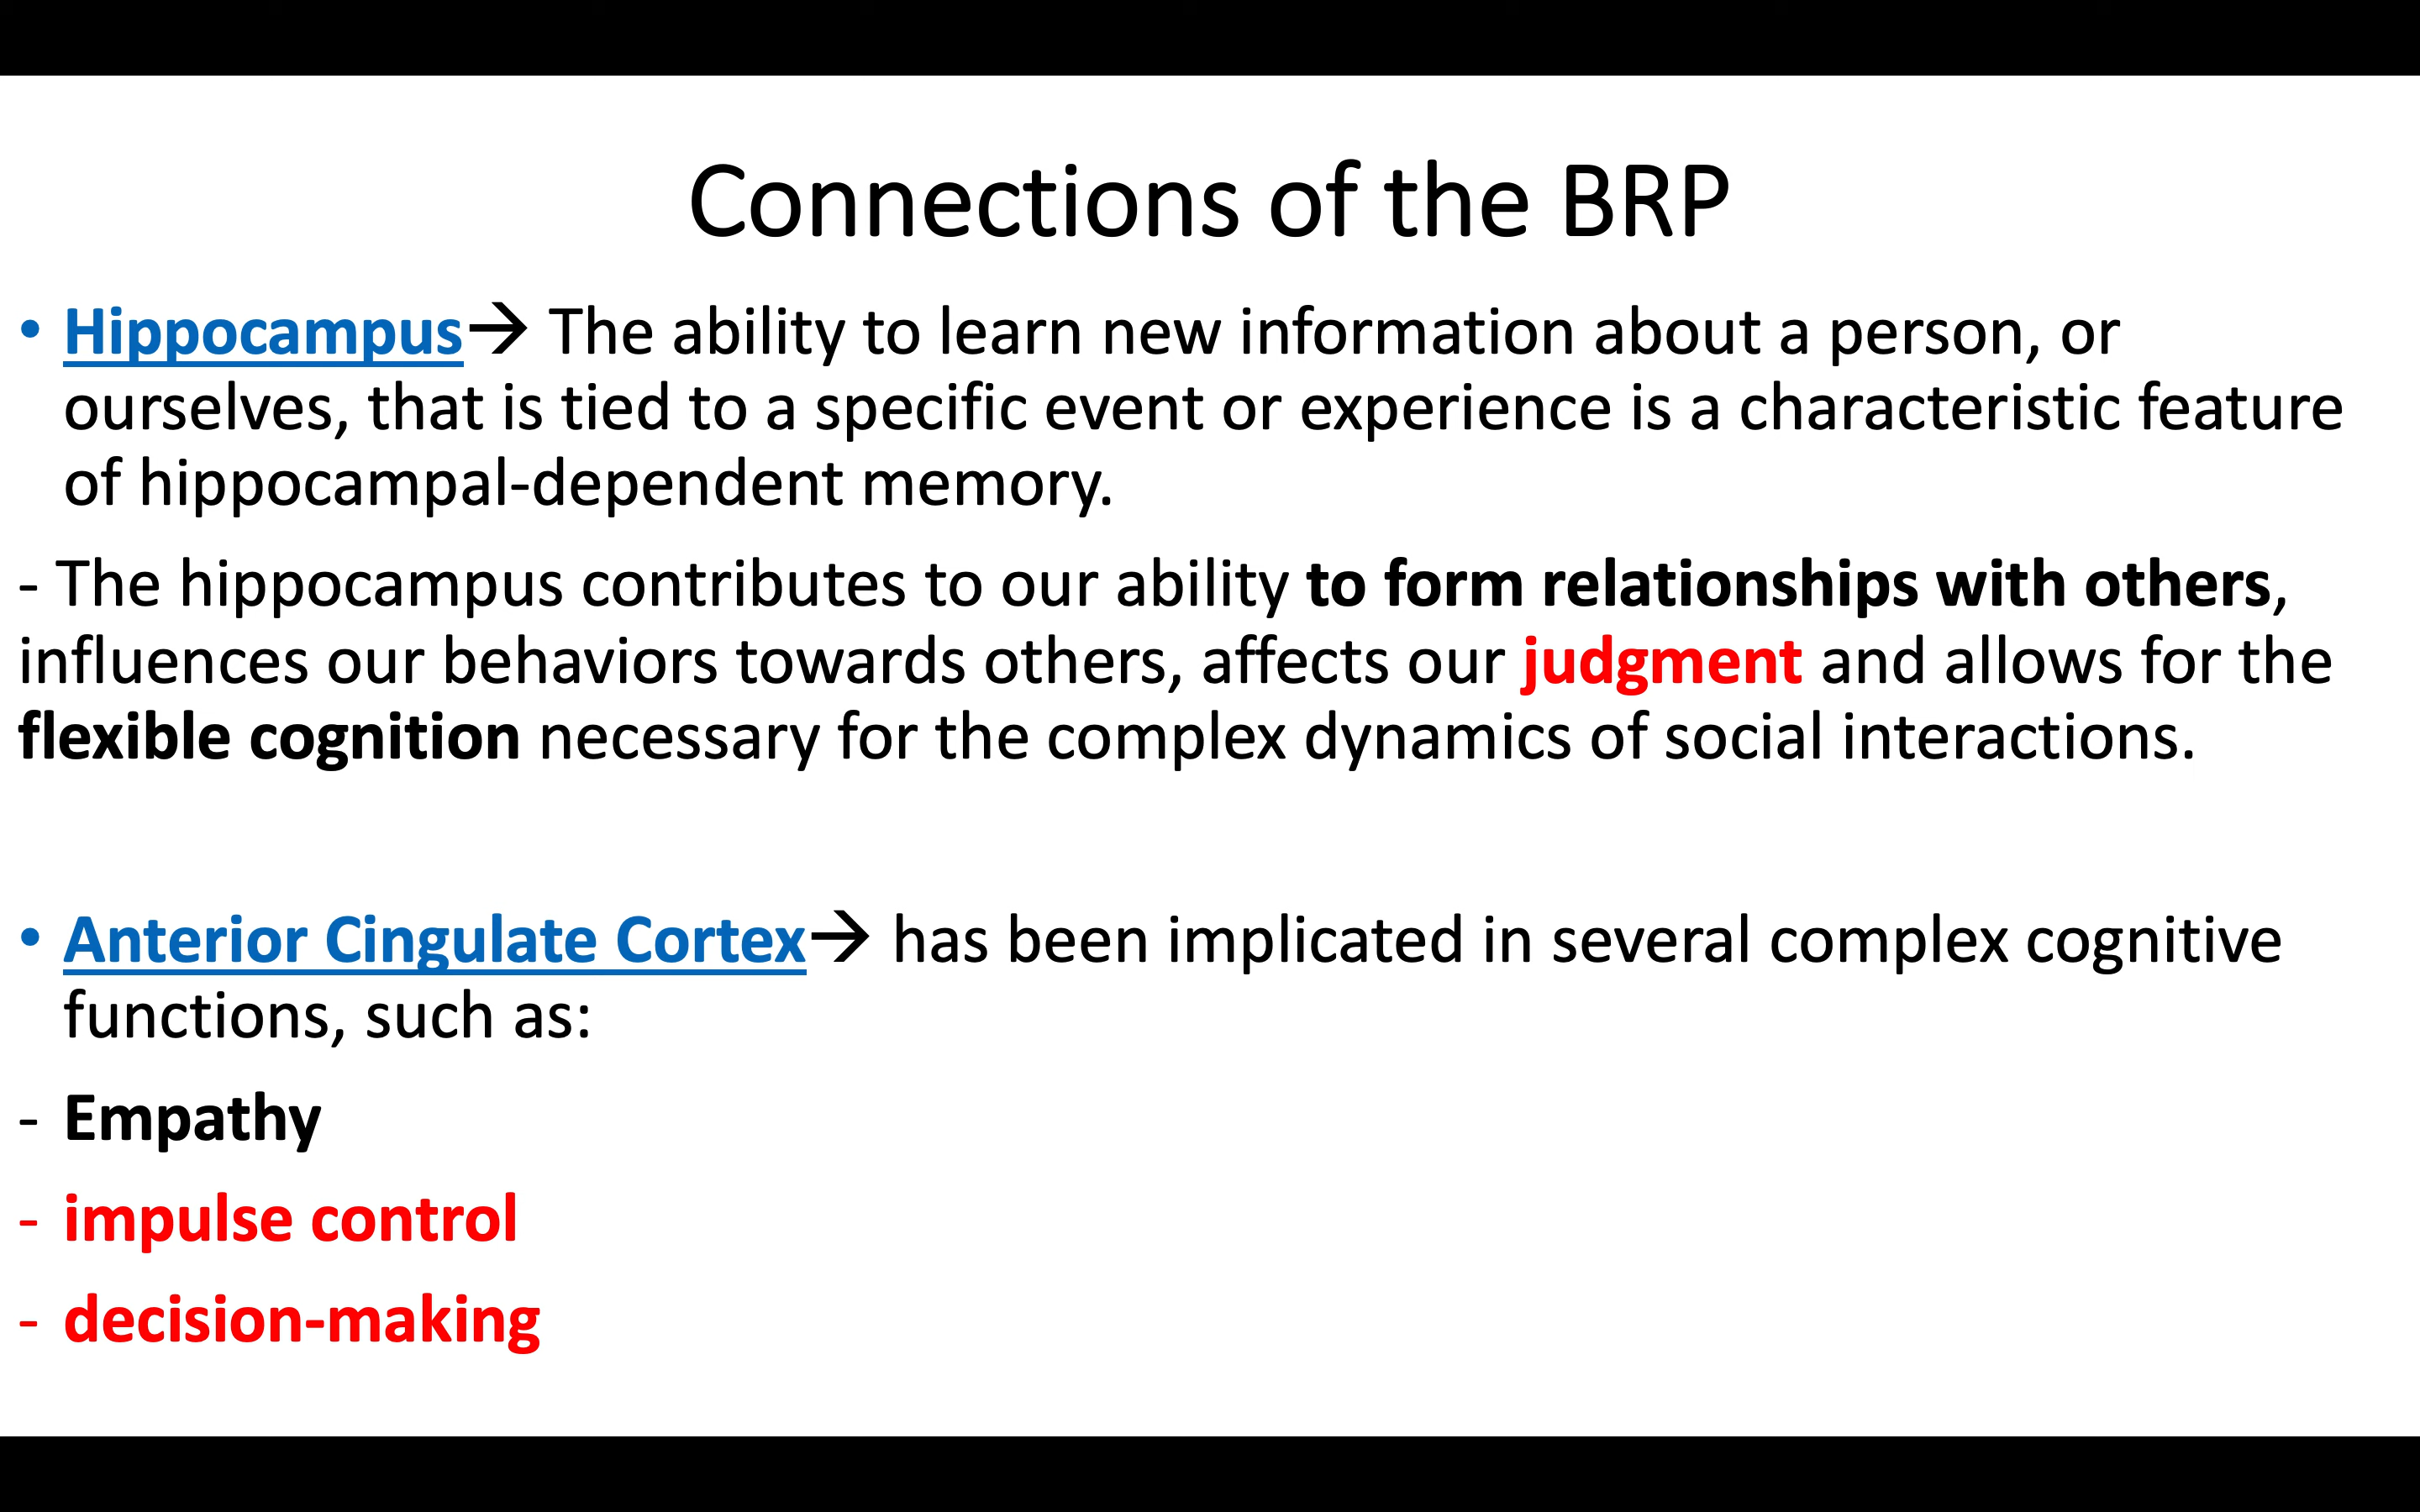 Connections of the BRP
• Hippocampus→ The ability to learn new information about a person, or
ourselves, that is tied to a specific event or experience is a characteristic feature
of hippocampal-dependent memory.
- The hippocampus contributes to our ability to form relationships with others,
influences our behaviors towards others, affects our judgment and allows for the
flexible cognition necessary for the complex dynamics of social interactions.
• Anterior Cingulate Cortex→ has been implicated in several complex cognitive
functions, such as:
- Empathy
- impulse control
- decision-making